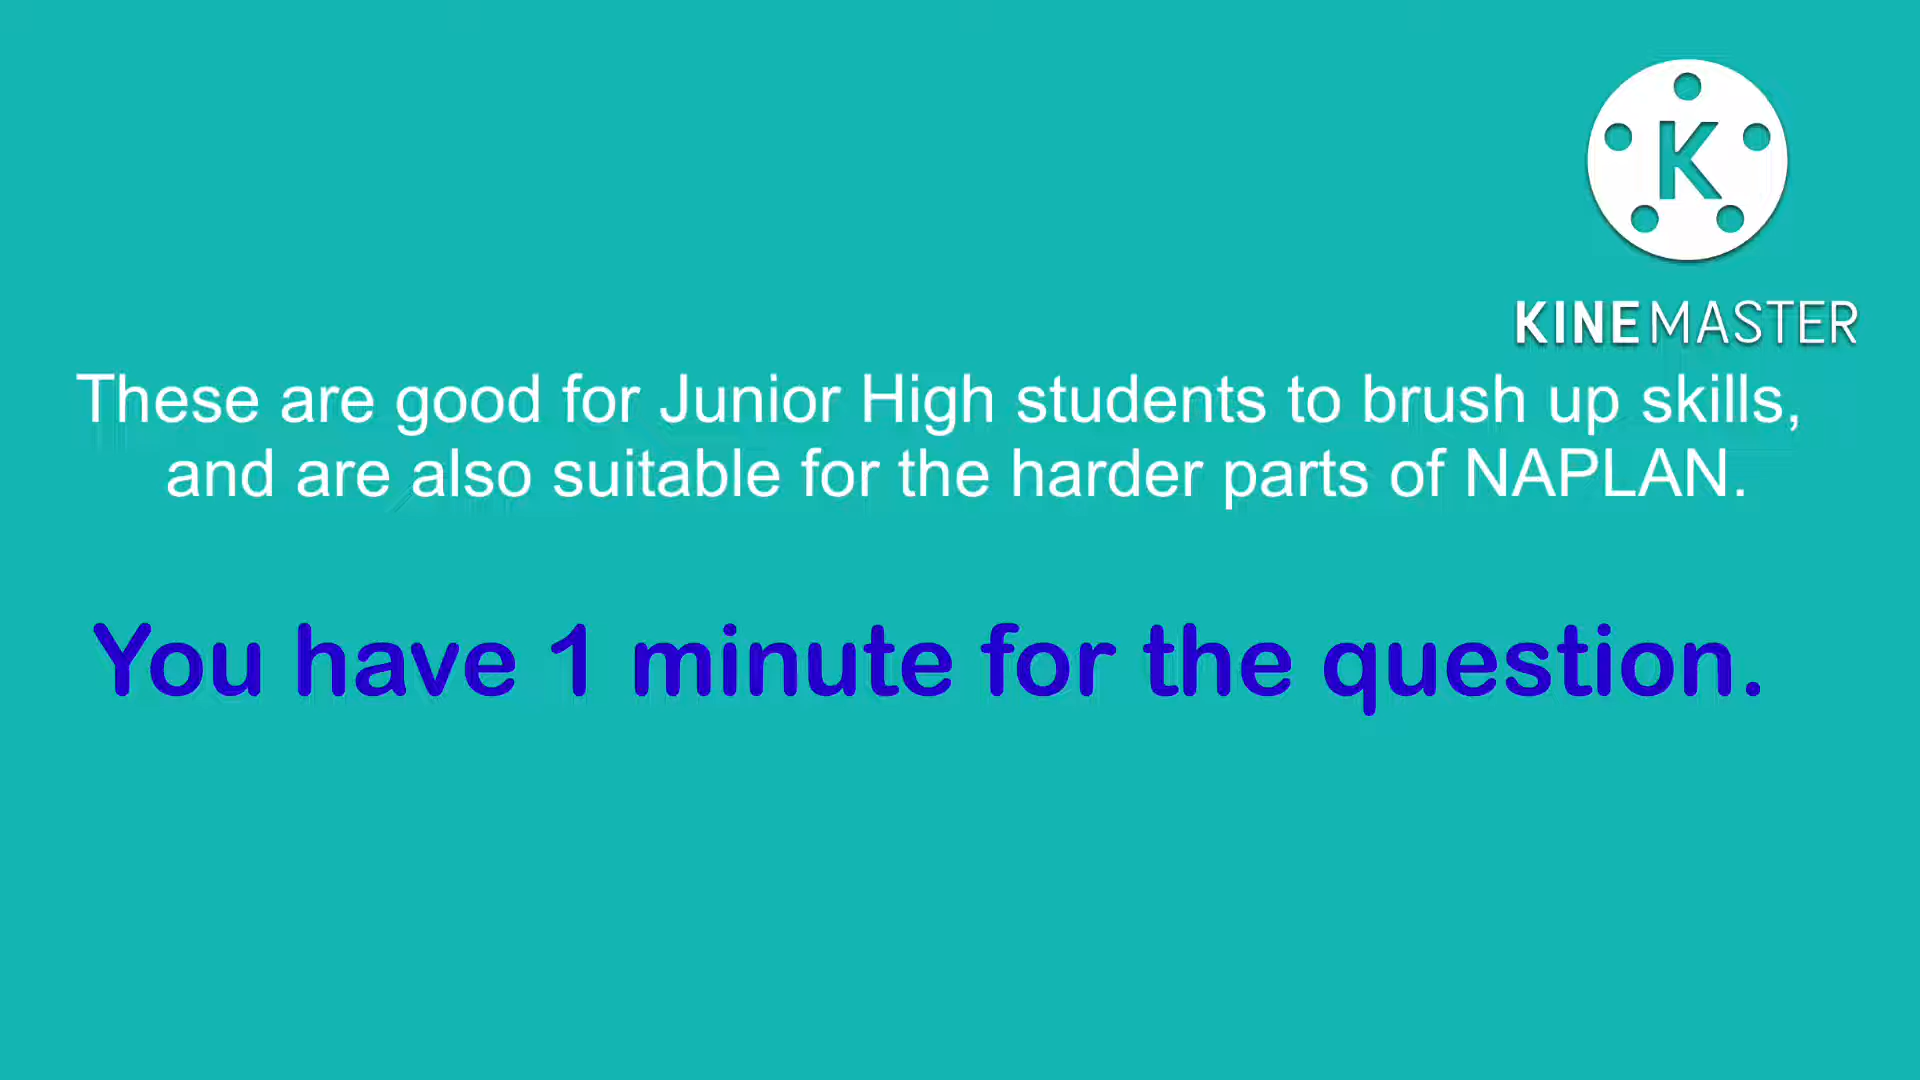 K
KINEMASTER
These are good for Junior High students to brush up skills,
and are also suitable for the harder parts of NAPLAN.
You have 1 minute for the question.